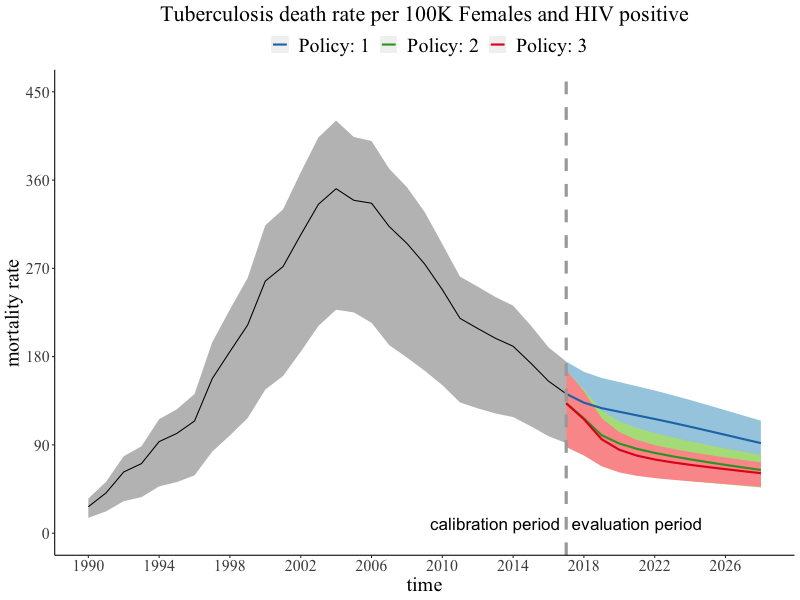 Tuberculosis death rate per 100K Females and HIV positive
Policy: 1 Policy: 2 Policy: 3
450
360
270
180
90
0
mortality rate
calibration period evaluation period
1990 1994 1998 2002 2006 2010 2014 2018 2022 2026
time